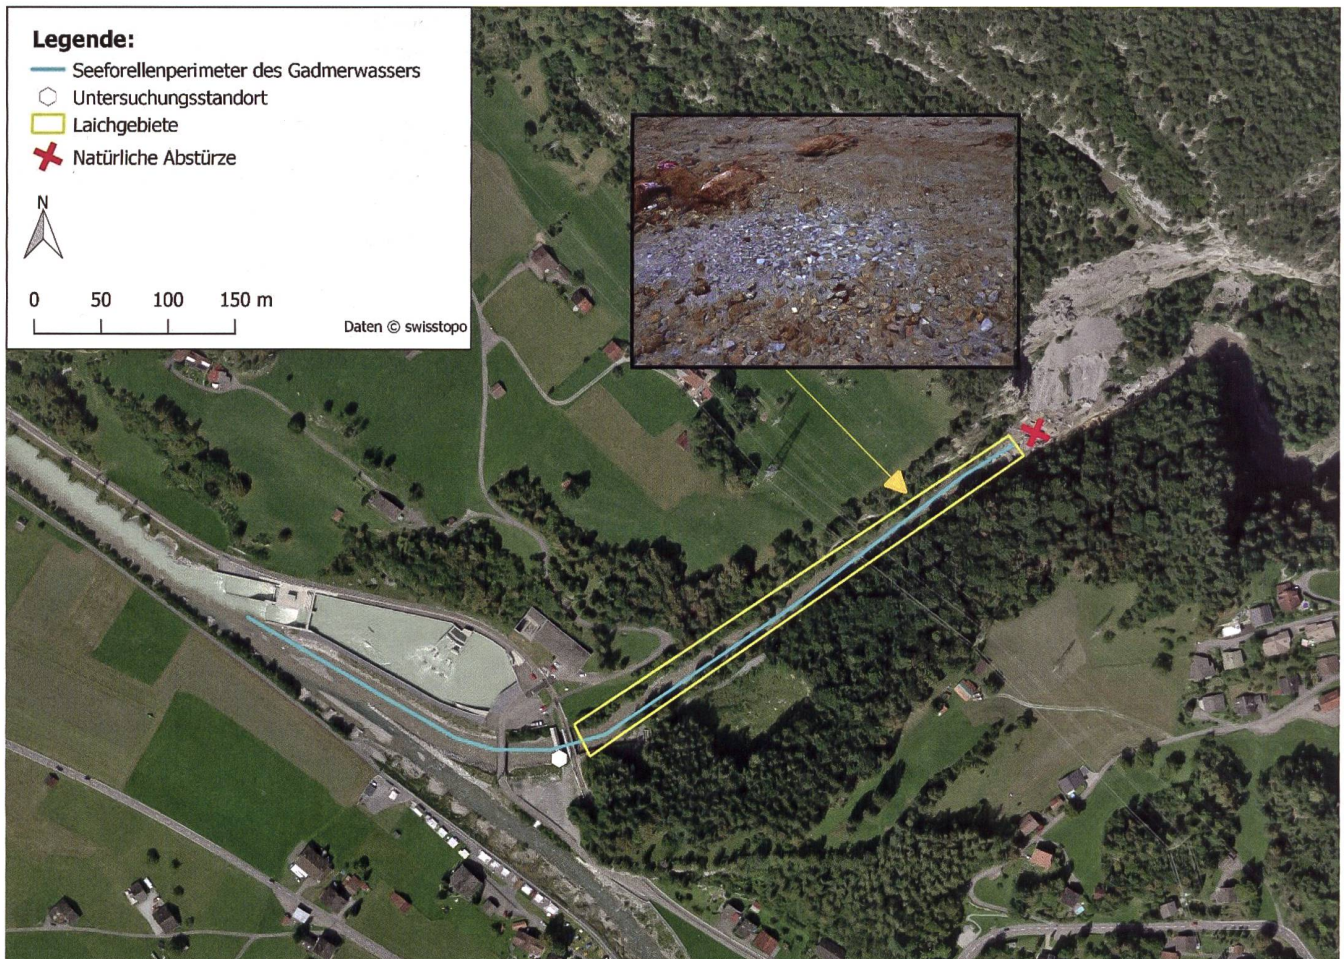 Legende:
Seeforellenperimeter des Gadmerwassers
Untersuchungsstandort
Laichgebiete
Natürliche Abstürze
N
0 50 100 150 m
Daten © swisstopo